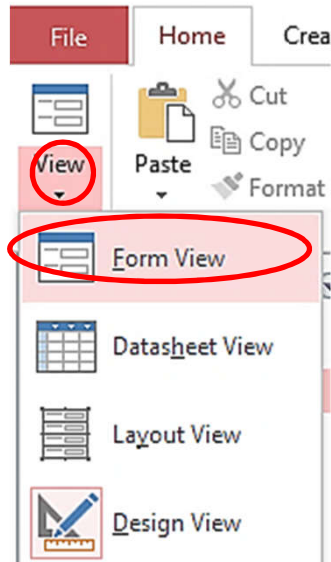 File Home Crea
Cut
Copy
View Paste
Format
Form View
Datasheet View
Layout View
Design View